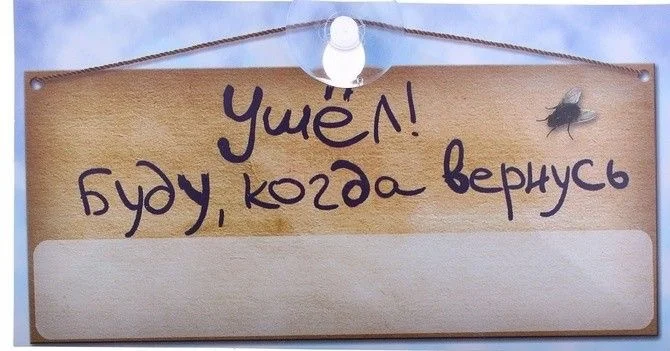 Ушёл!
Буду, когда вернусь